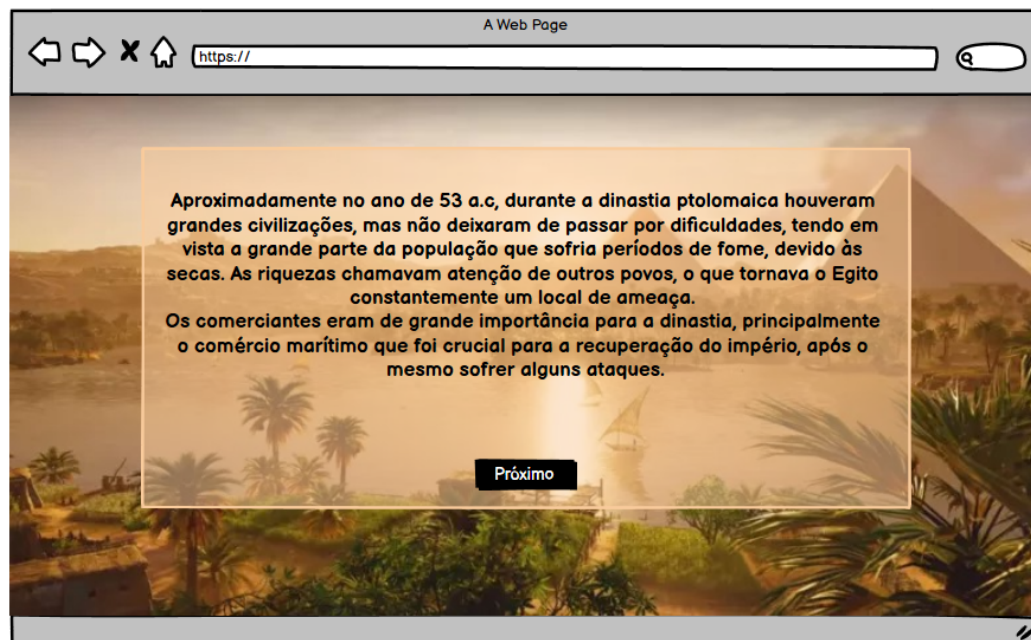 A Web Page
https://
Aproximadamente no ano de 53 a.c, durante a dinastia ptolomaica houveram
grandes civilizações, mas não deixaram de passar por dificuldades, tendo em
vista a grande parte da população que sofria períodos de fome, devido às
secas. As riquezas chamavam atenção de outros povos, o que tornava o Egito
constantemente um local de ameaça.
Os comerciantes eram de grande importância para a dinastia, principalmente
o comércio marítimo que foi crucial para a recuperação do império, após o
mesmo sofrer alguns ataques.
Próximo